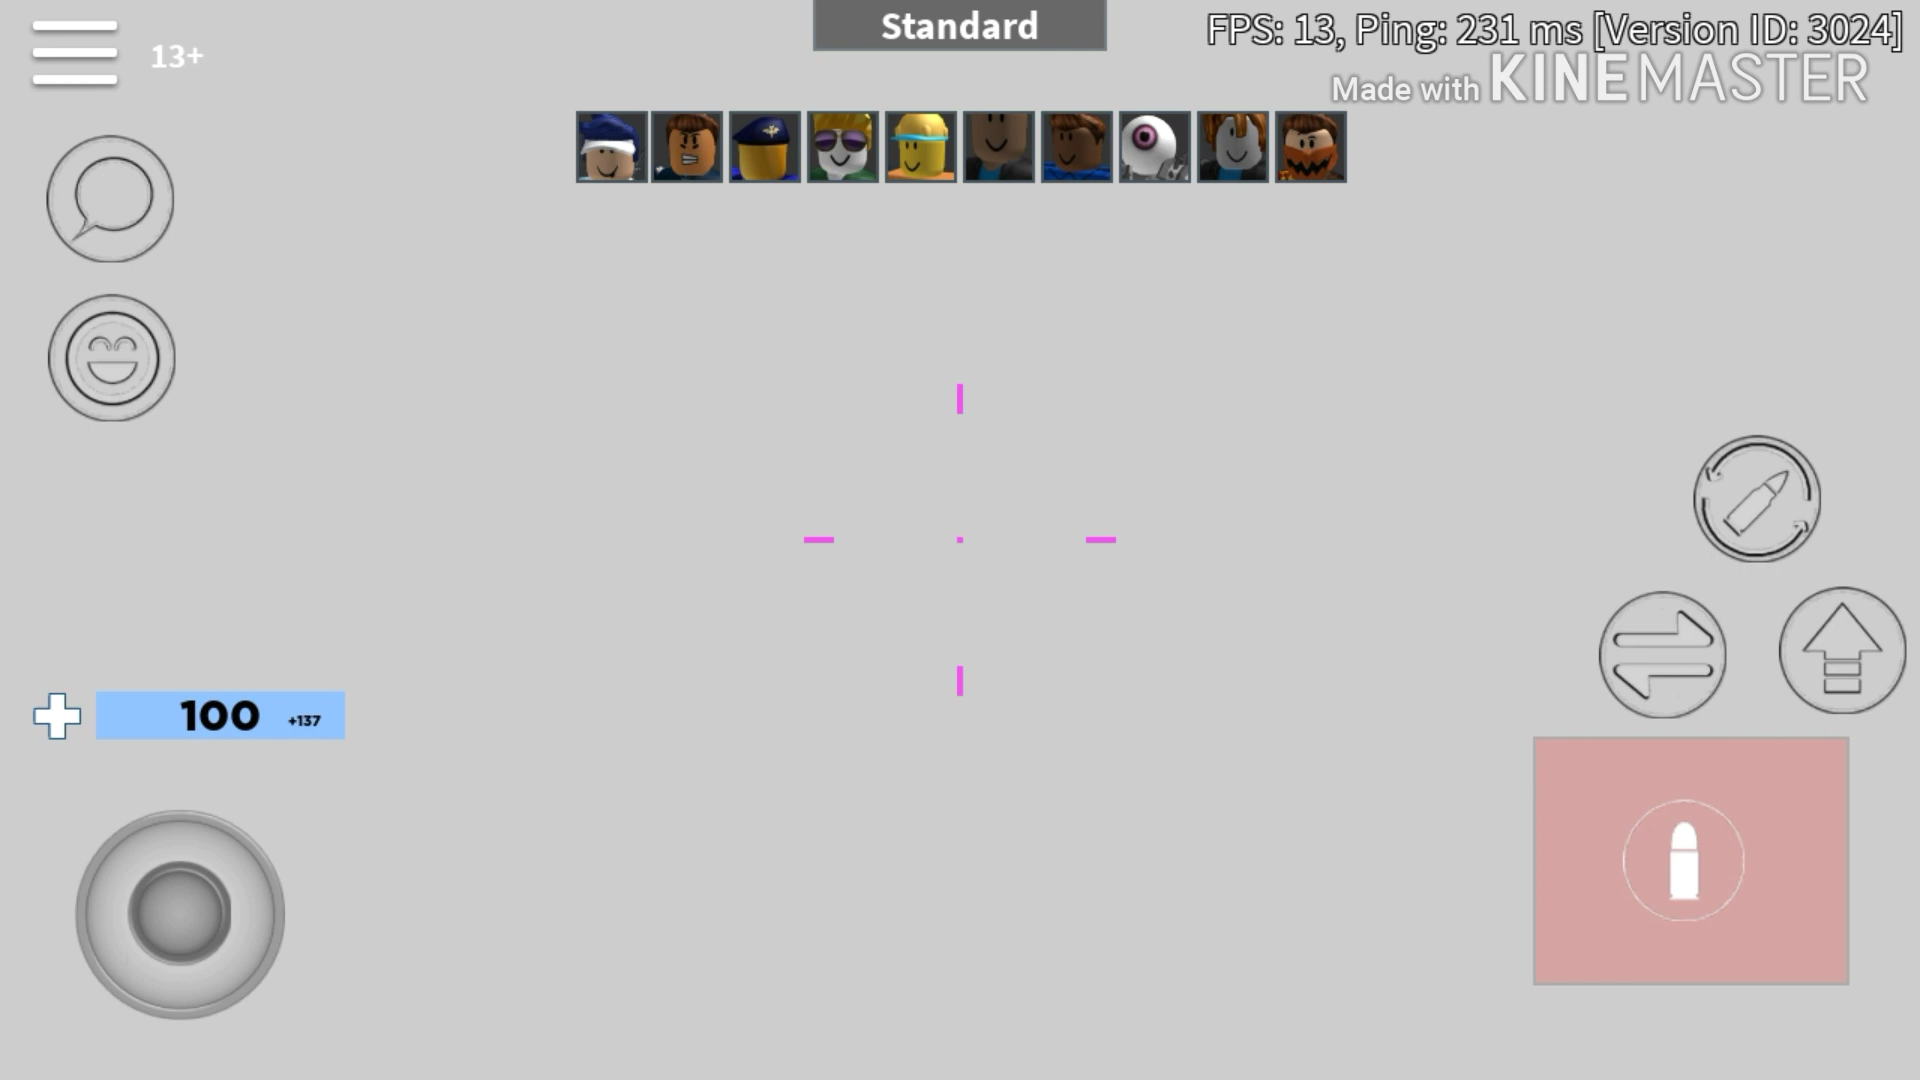 Standard
FPS: 13, Ping: 231 ms [Version ID: 3024]
13+
Made with KINEMASTER
100 +137